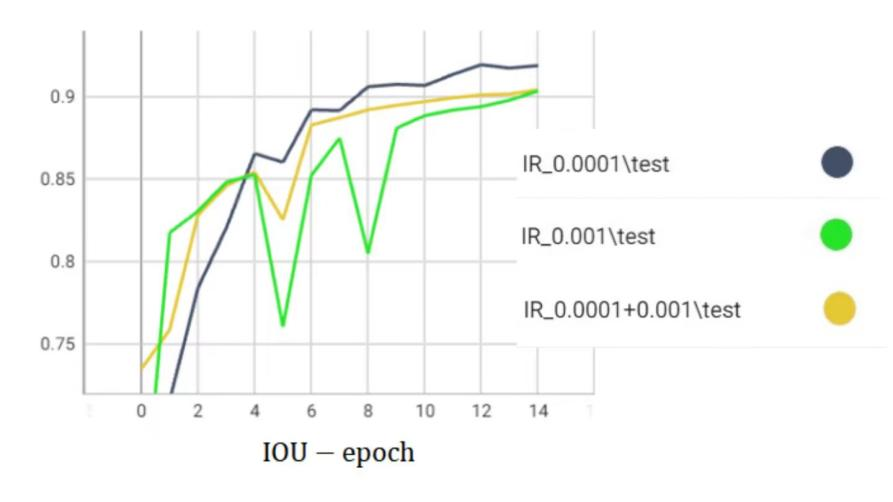 0.9
0.85
0.8
0.75
0 2 4 6 8 10 12 14
IR_0.0001\test
IR_0.001\test
IR_0.0001+0.001\test
IOU − epoch